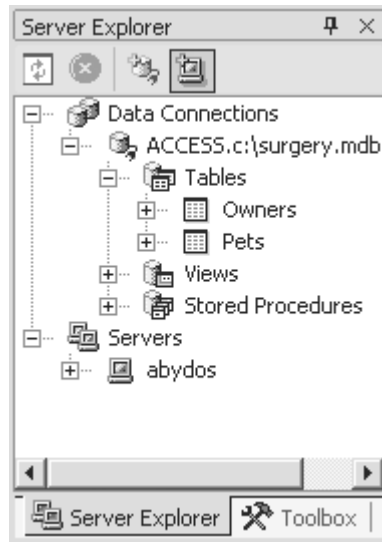 Server Explorer
Data Connections
ACCESS.c:\surgery.mdb
Tables
Owners
Pets
Views
Stored Procedures
Servers
abydos
Server Explorer
Toolbox